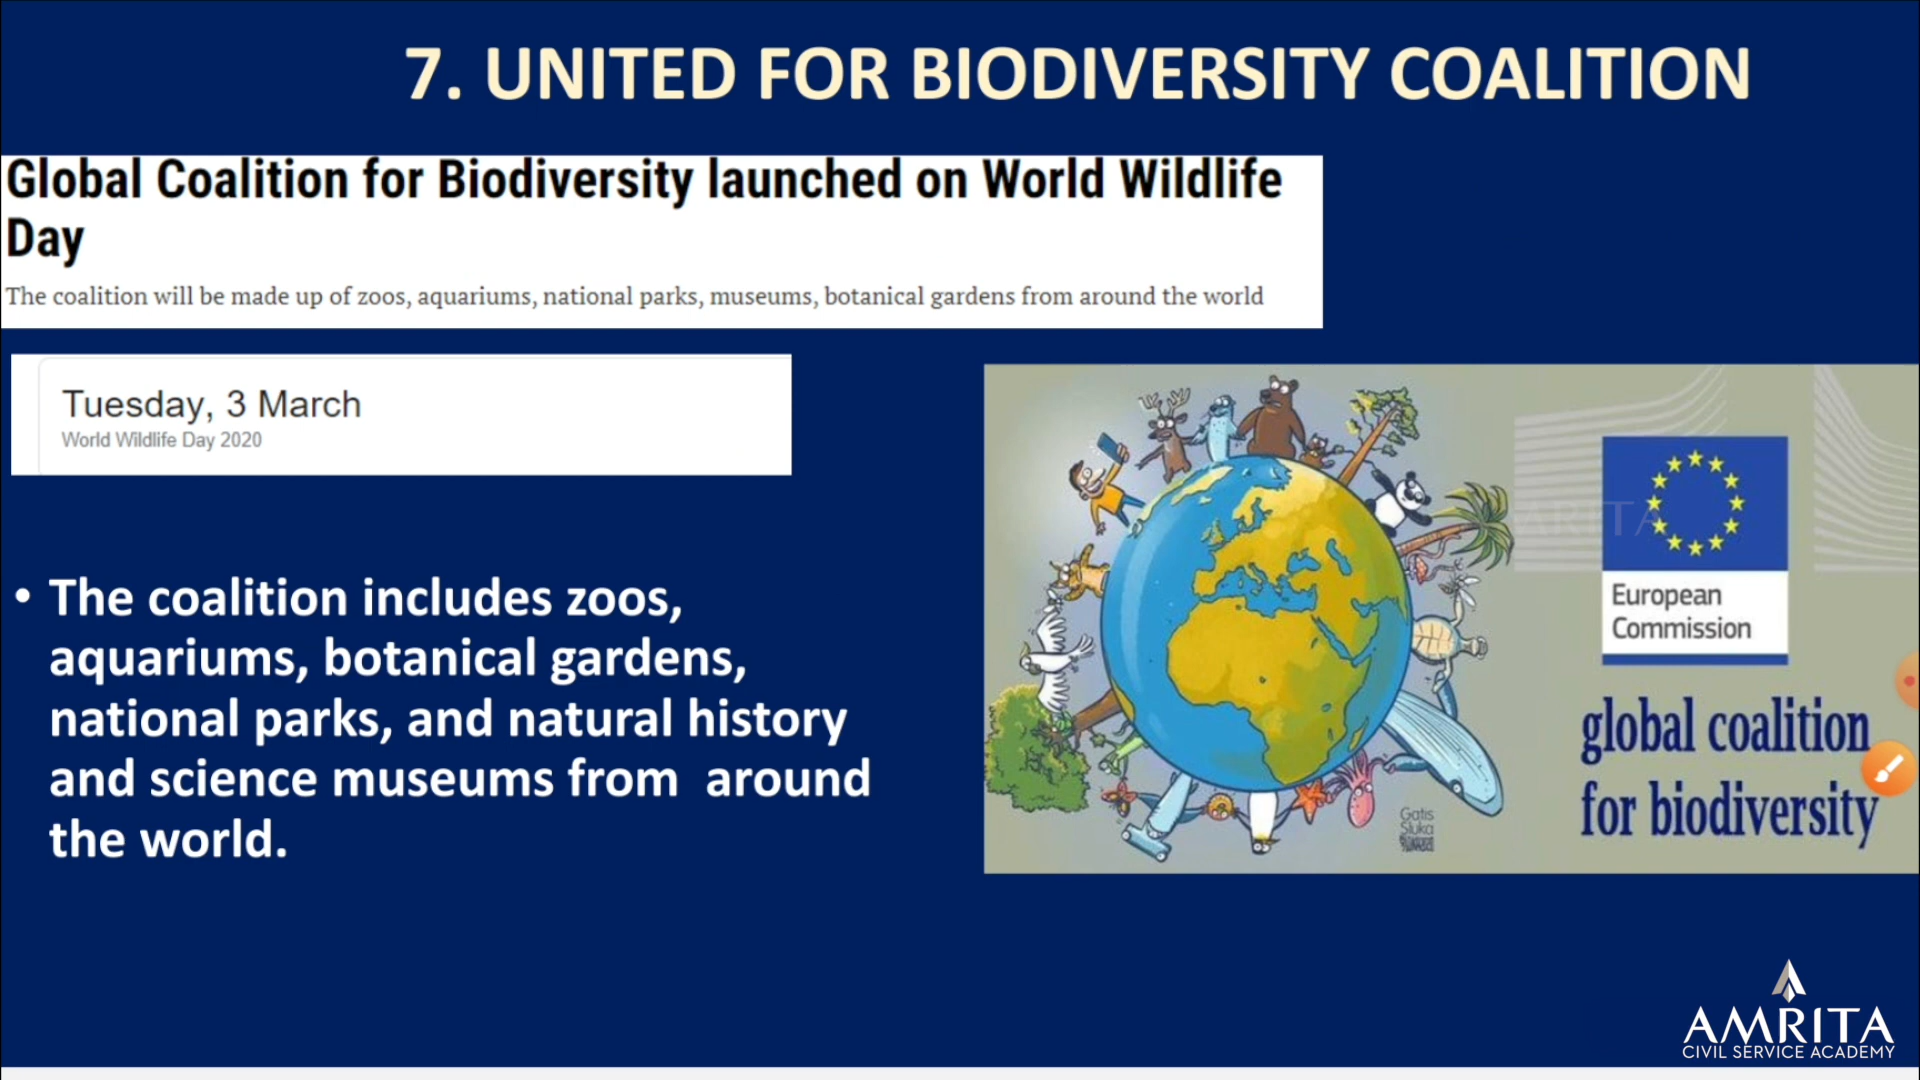 7. UNITED FOR BIODIVERSITY COALITION
Global Coalition for Biodiversity launched on World Wildlife
Day
The coalition will be made up of zoos, aquariums, national parks, museums, botanical gardens from around the world
Tuesday, 3 March
World Wildlife Day 2020
• The coalition includes zoos,
aquariums, botanical gardens,
national parks, and natural history
and science museums from around
the world.
European
Commission
global coalition
for biodiversity
Gatis
Sluka
AMRITA
CIVIL SERVICE ACADEMY